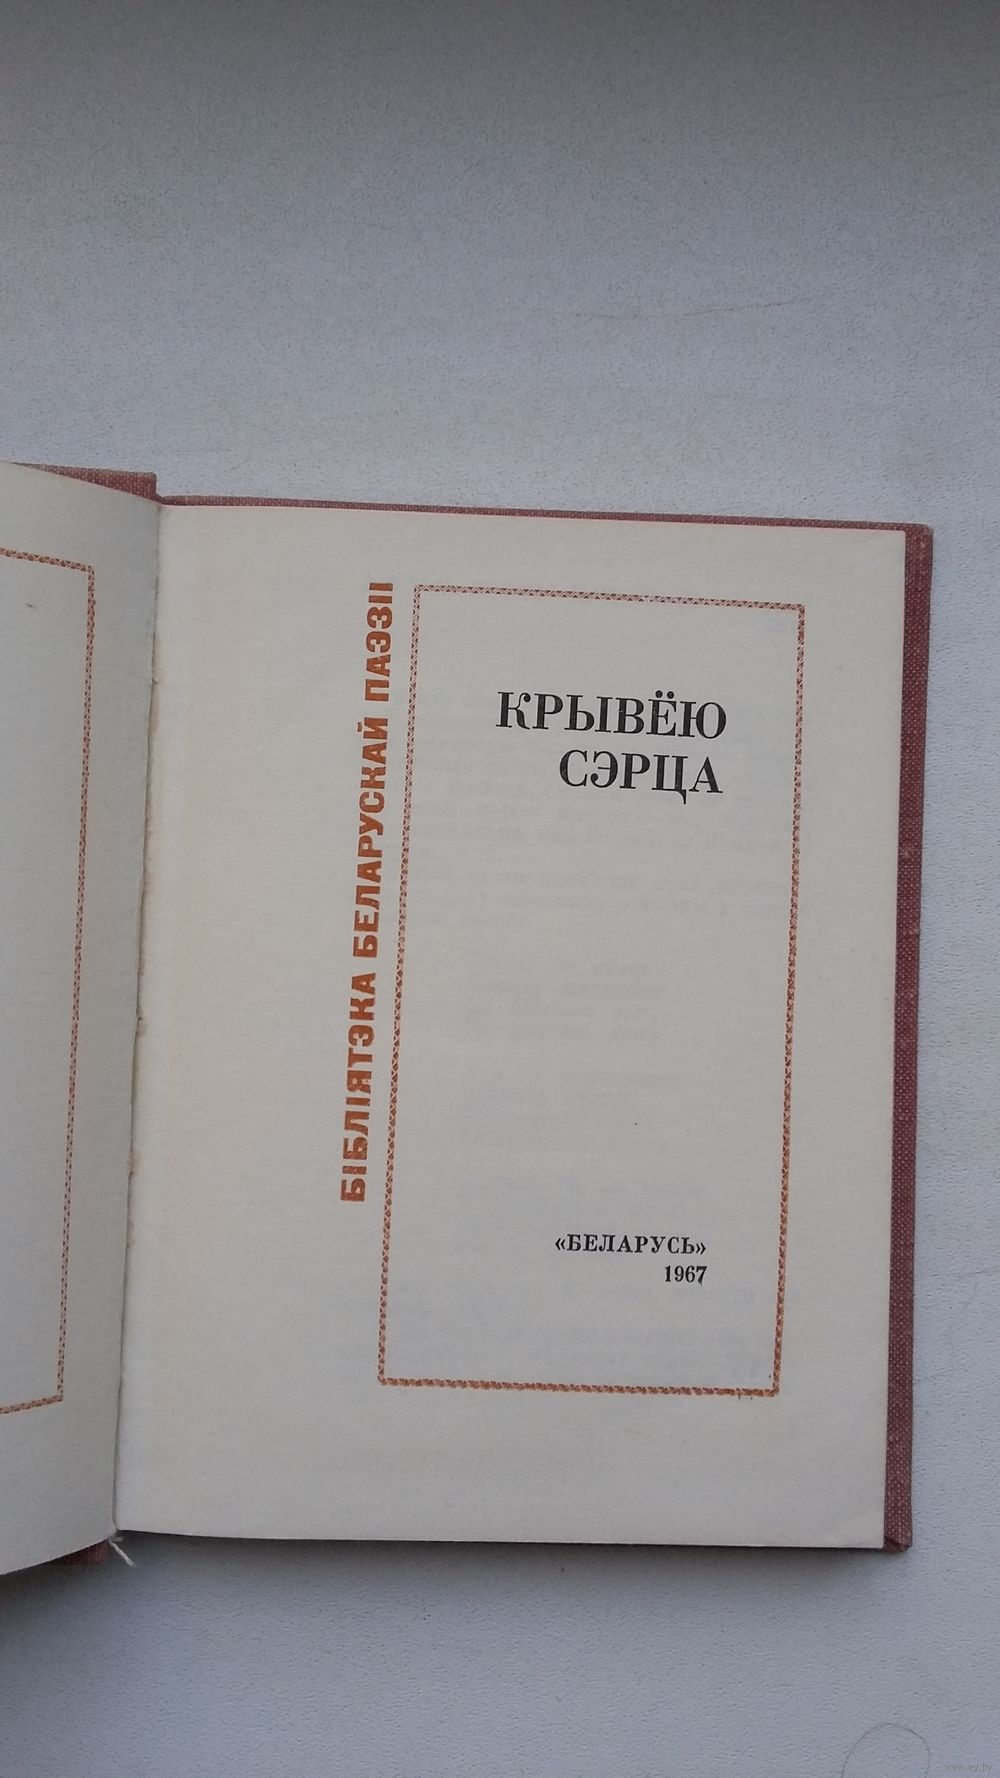 БІБЛІЯТЭКА БЕЛАРУСКАЙ ПАЭЗІІ
КРЫВЁЮ
СЭРЦА
«БЕЛАРУСЬ»
1967